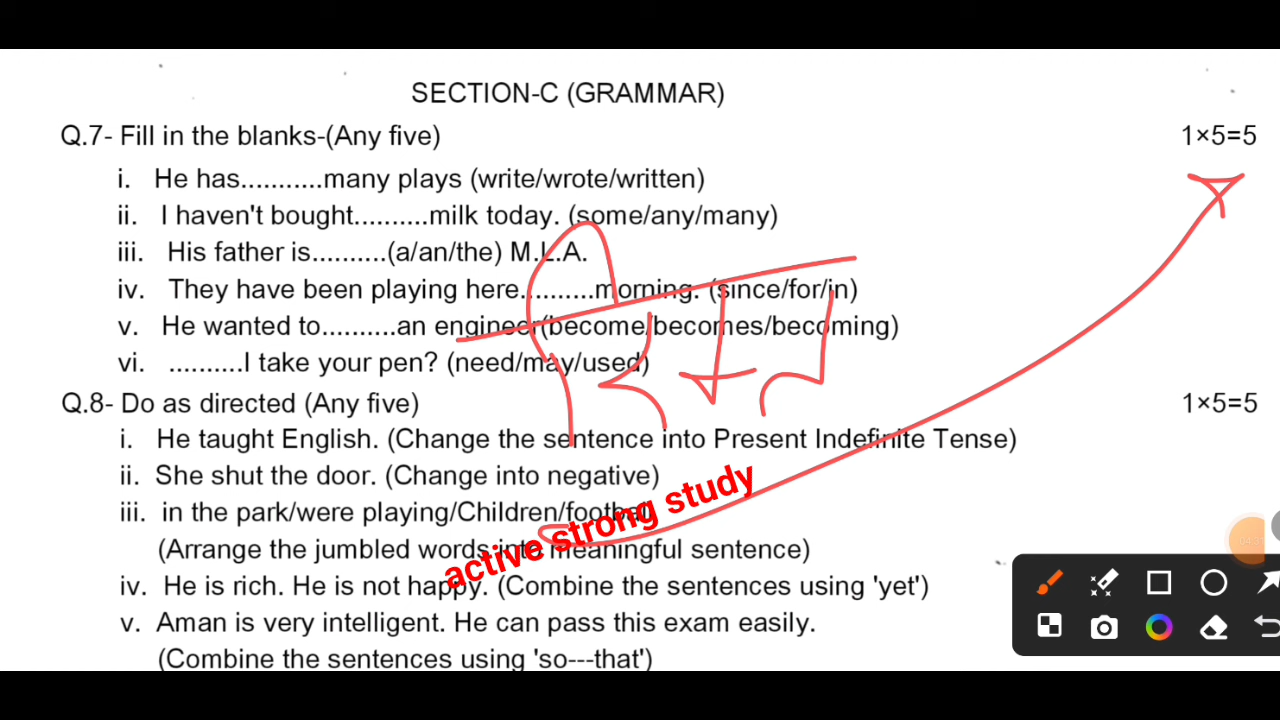 SECTION-C (GRAMMAR)
Q.7- Fill in the blanks-(Any five) 1×5=5
i. He has...........many plays (write/wrote/written)
ii. I haven't bought..........milk today. (some/any/many)
iii. His father is..........(a/an/the) M.L.A.
iv. They have been playing here..........morning. (since/for/in)
v. He wanted to..........an engineer(become/becomes/becoming)
vi. ..........I take your pen? (need/may/used)
Q.8- Do as directed (Any five) 1×5=5
i. He taught English. (Change the sentence into Present Indefinite Tense)
ii. She shut the door. (Change into negative)
iii. in the park/were playing/Children/football
(Arrange the jumbled words into meaningful sentence)
active strong study
iv. He is rich. He is not happy. (Combine the sentences using 'yet')
v. Aman is very intelligent. He can pass this exam easily.
(Combine the sentences using 'so---that')